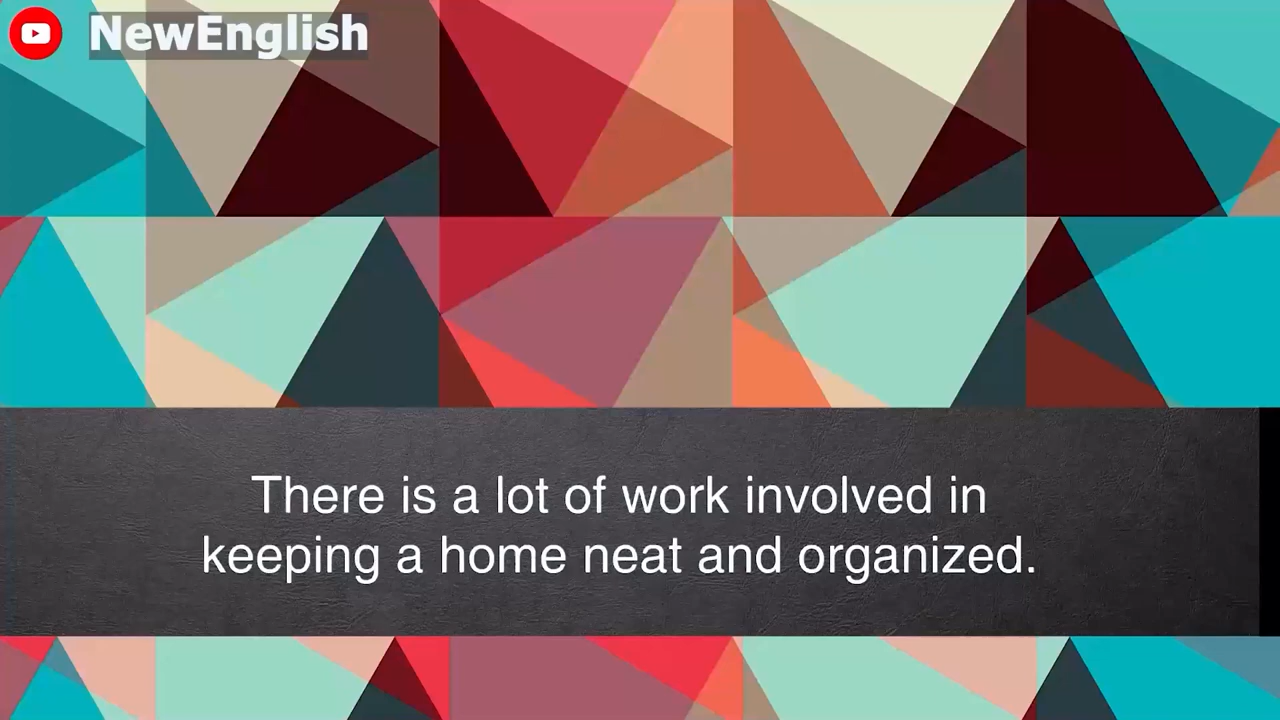 NewEnglish
There is a lot of work involved in
keeping a home neat and organized.